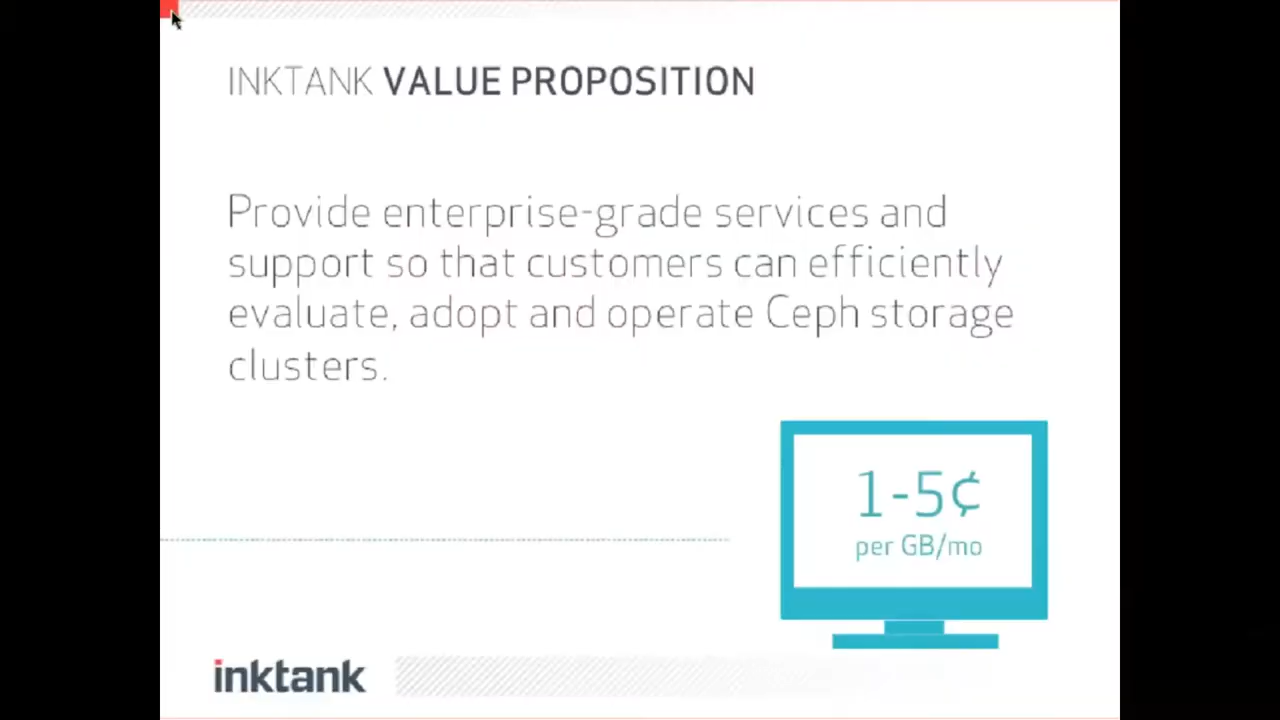 INKTANK VALUE PROPOSITION
Provide enterprise-grade services and
support so that customers can efficiently
evaluate, adopt and operate Ceph storage
clusters.
1-5¢
per GB/mo
inktank